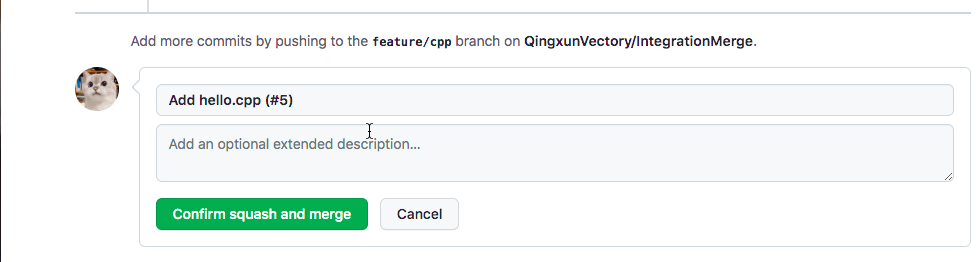 Add more commits by pushing to the feature/cpp branch on QingxunVectory/IntegrationMerge.
Add hello.cpp (#5)
Add an optional extended description...
Confirm squash and merge Cancel